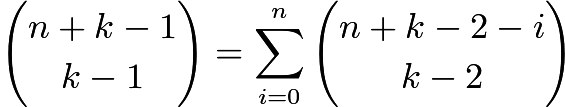 \binom{n+k-1}{k-1} = \sum_{i=0}^{n} \binom{n+k-2-i}{k-2}